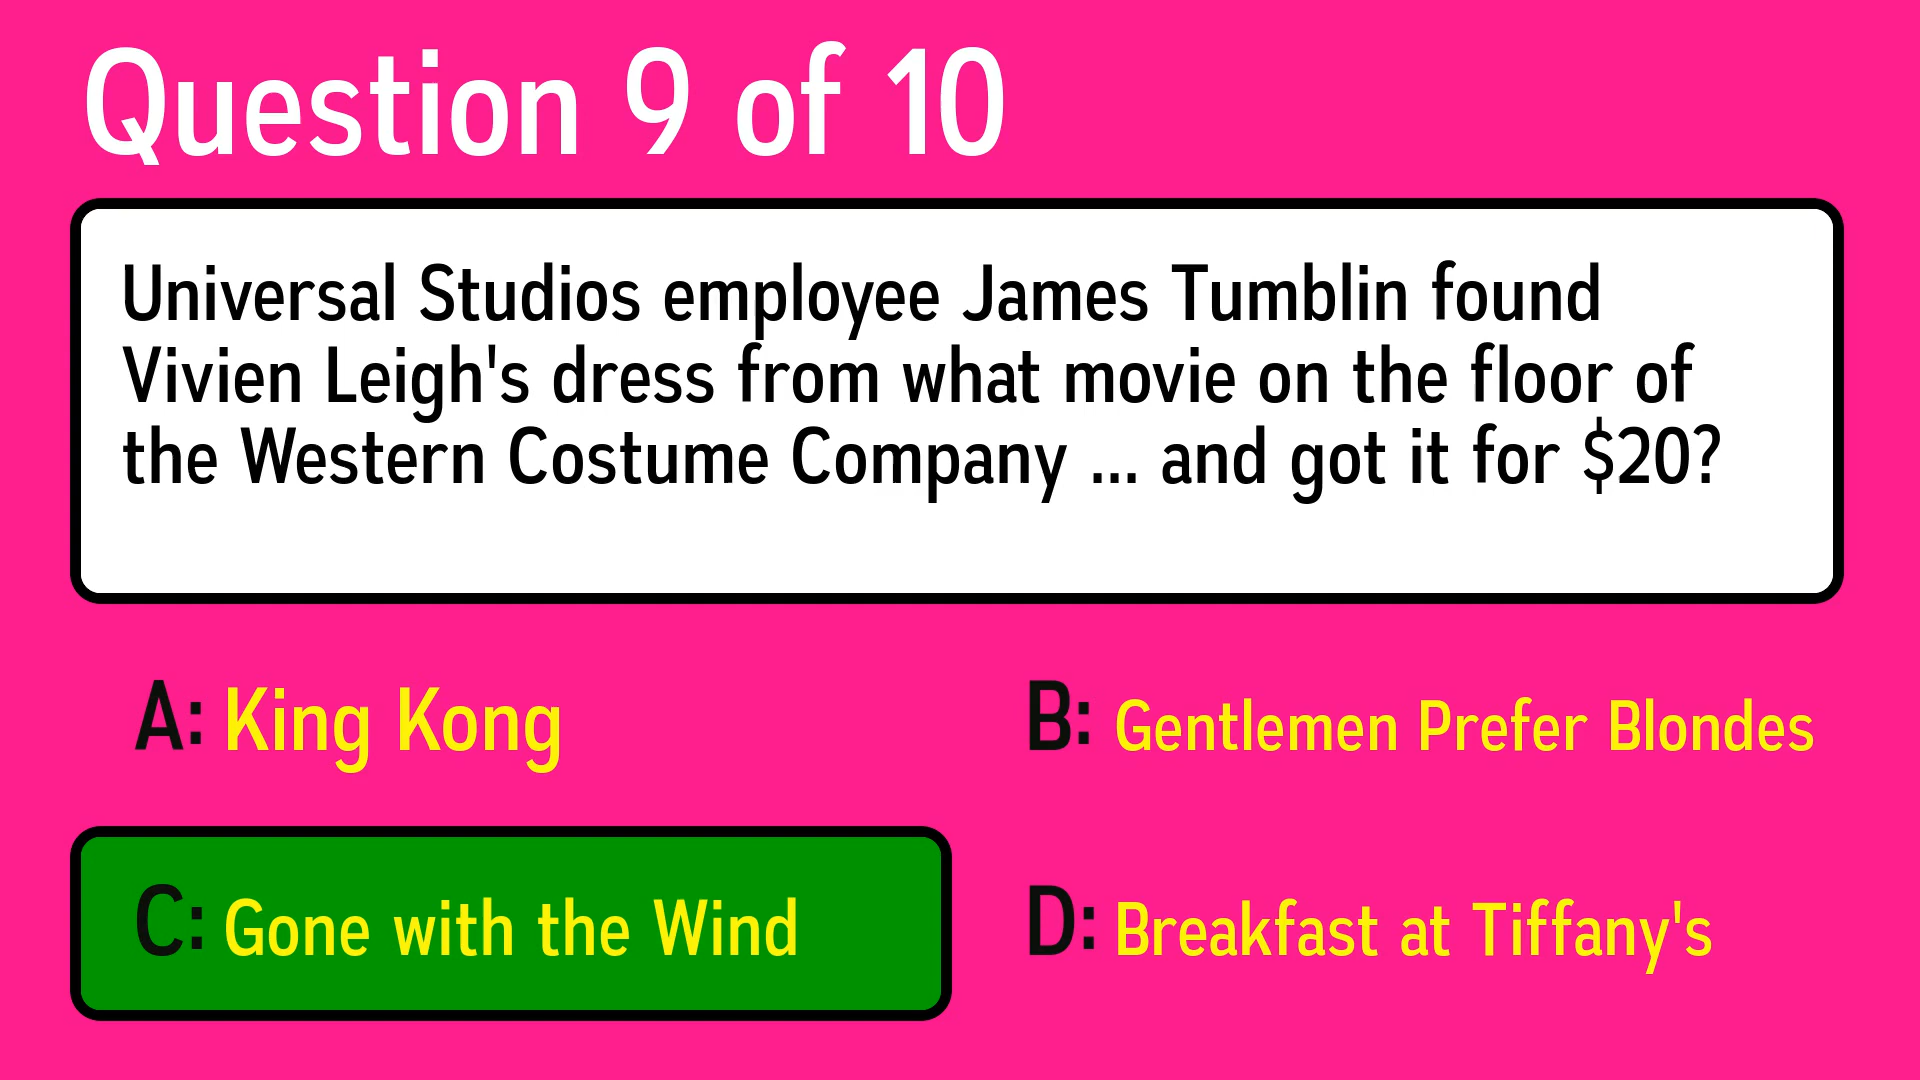 Question 9 of 10
Universal Studios employee James Tumblin found
Vivien Leigh's dress from what movie on the floor of
the Western Costume Company ... and got it for $20?
A: King Kong
B: Gentlemen Prefer Blondes
C: Gone with the Wind
D: Breakfast at Tiffany's